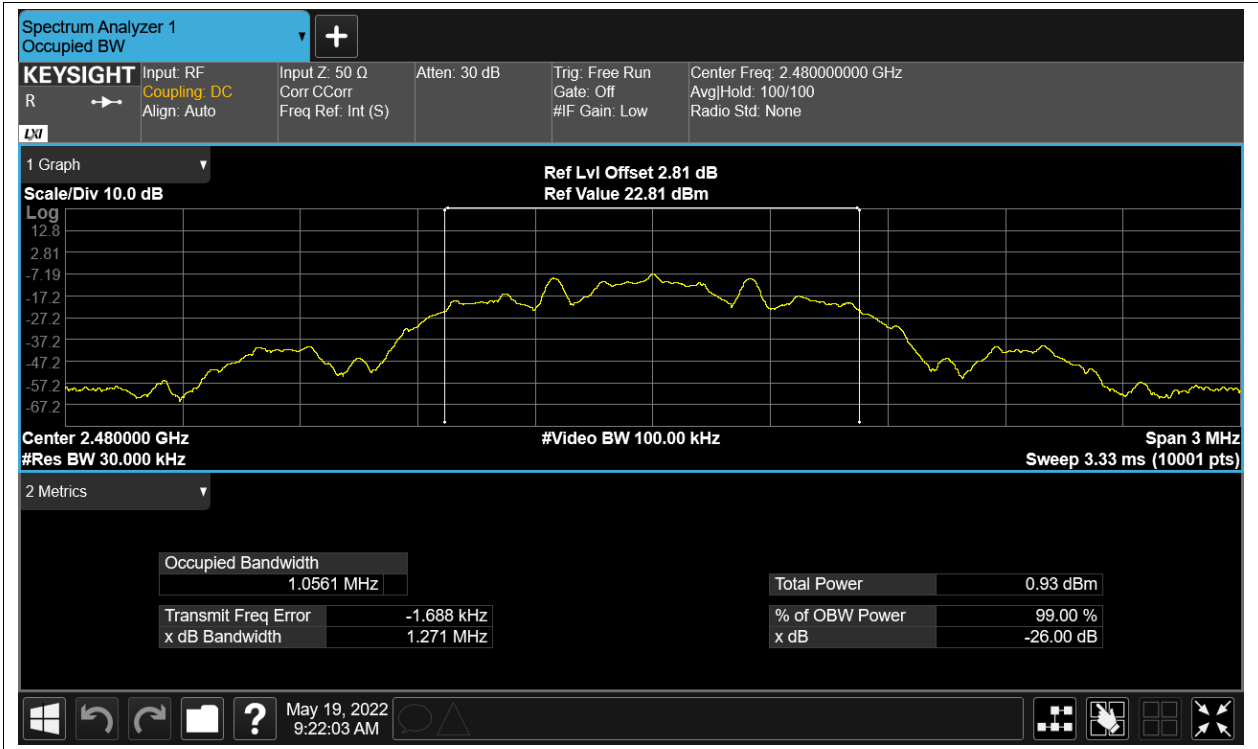 Spectrum Analyzer 1
Occupied BW
KEYSIGHT Input: RF Input Z: 50 Ω Atten: 30 dB Trig: Free Run Center Freq: 2.480000000 GHz
R Coupling: DC Corr CCorr Gate: Off Avg|Hold: 100/100
Align: Auto Freq Ref: Int (S) #IF Gain: Low Radio Std: None
LXI
1 Graph
Ref Lvl Offset 2.81 dB
Scale/Div 10.0 dB Ref Value 22.81 dBm
Log
12.8
2.81
-7.19
-17.2
-27.2
-37.2
-47.2
-57.2
-67.2
Center 2.480000 GHz #Video BW 100.00 kHz Span 3 MHz
#Res BW 30.000 kHz Sweep 3.33 ms (10001 pts)
2 Metrics
Occupied Bandwidth
1.0561 MHz Total Power 0.93 dBm
Transmit Freq Error -1.688 kHz % of OBW Power 99.00 %
x dB Bandwidth 1.271 MHz x dB -26.00 dB
May 19, 2022
9:22:03 AM